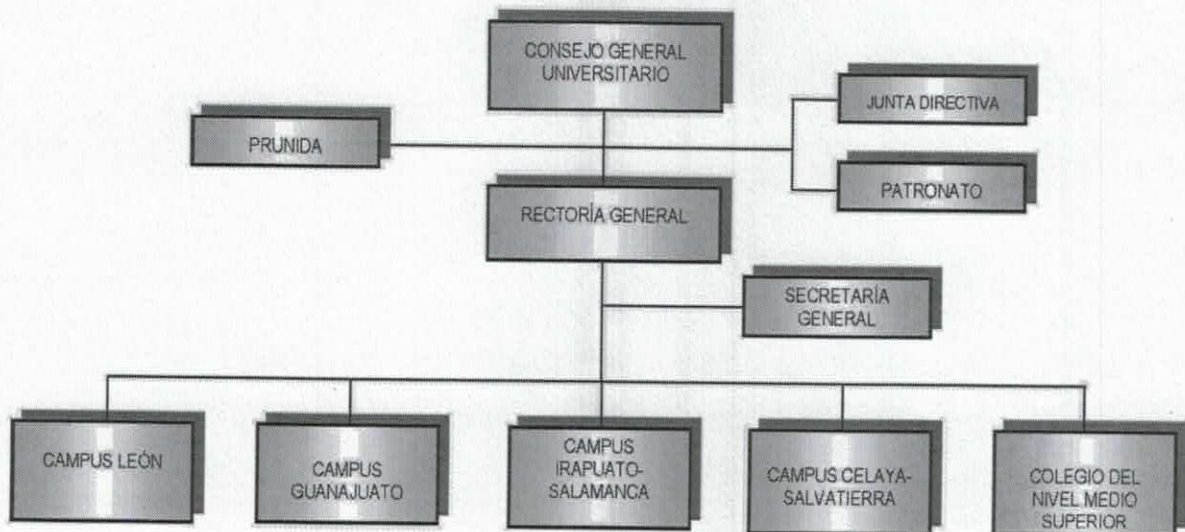 CONSEJO GENERAL
UNIVERSITARIO
JUNTA DIRECTIVA
PRUNIDA
PATRONATO
RECTORÍA GENERAL
SECRETARÍA
GENERAL
CAMPUS LEÓN
CAMPUS
GUANAJUATO
CAMPUS
IRAPUATO-
SALAMANCA
CAMPUS CELAYA-
SALVATIERRA
COLEGIO DEL
NIVEL MEDIO
SUPERIOR